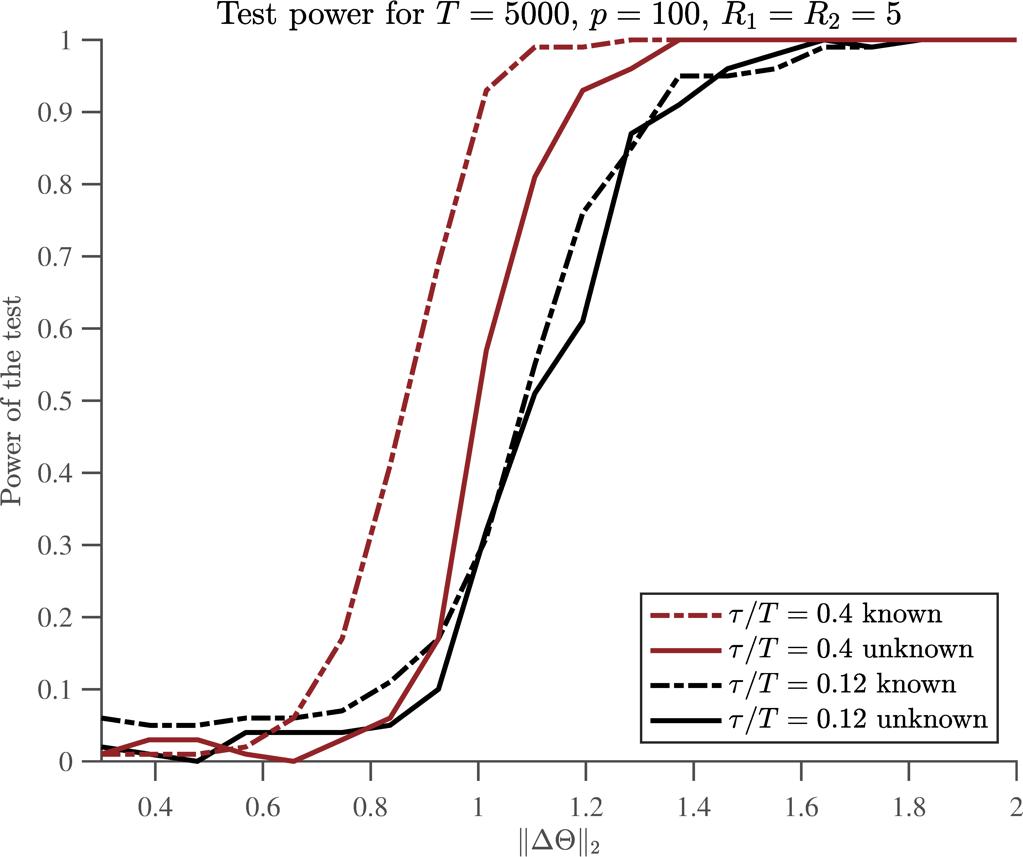 Test power for T = 5000, p = 100, R₁ = R₂ = 5
1
0.9
0.8
0.7
0.6
0.5
0.4
0.3
0.2
0.1
0
Power of the test
0.4 0.6 0.8 1 1.2 1.4 1.6 1.8 2
‖ΔΘ‖₂
τ/T = 0.4 known
τ/T = 0.4 unknown
τ/T = 0.12 known
τ/T = 0.12 unknown